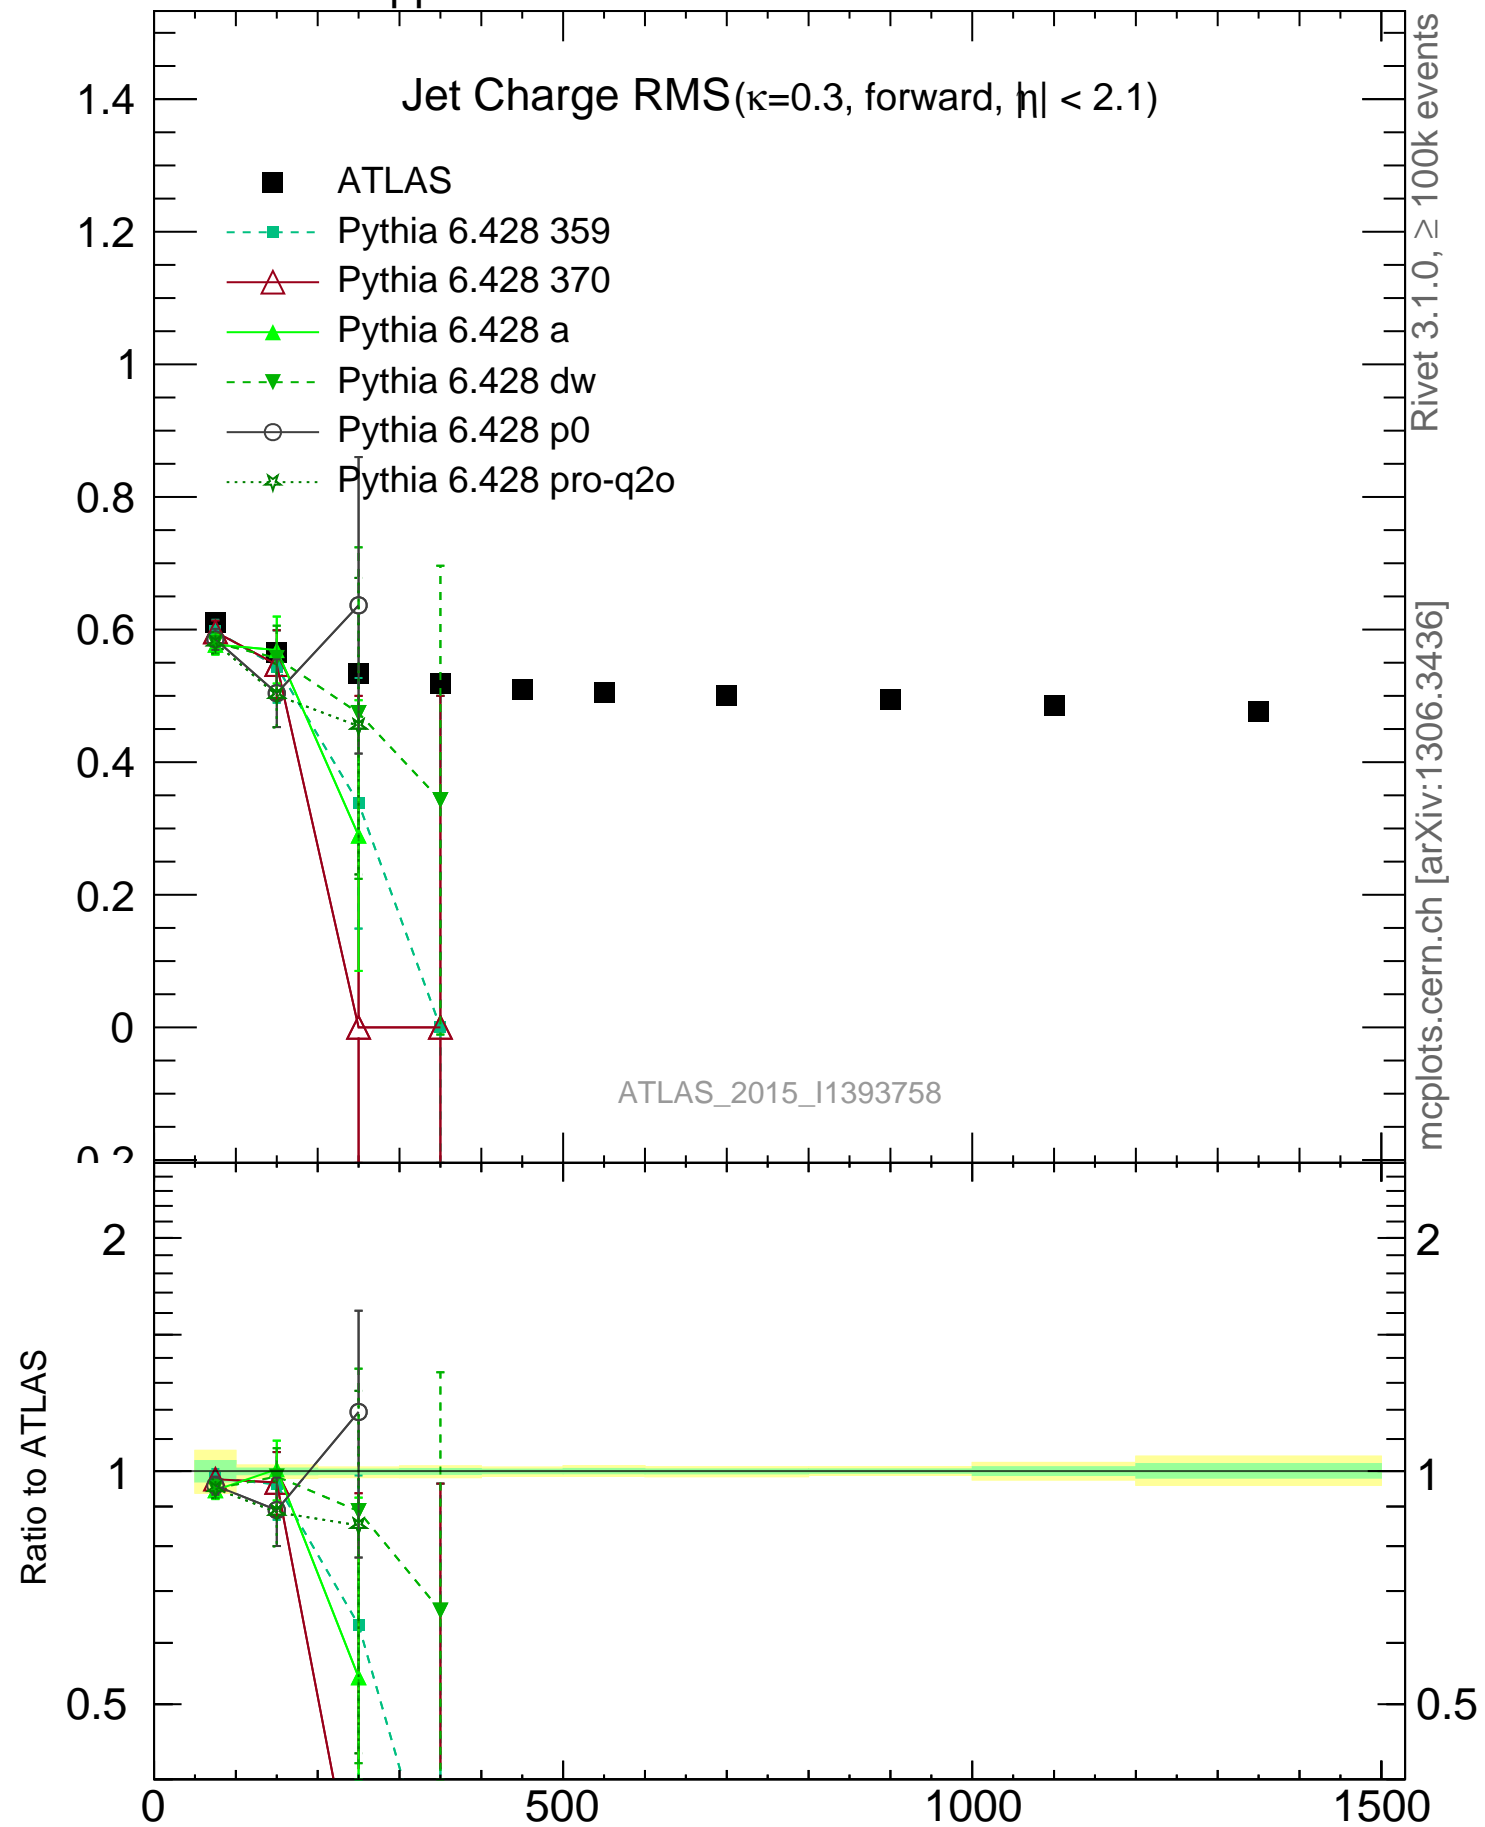 Jet Charge RMS(κ=0.3, forward, |η| < 2.1)
ATLAS
Pythia 6.428 359
Pythia 6.428 370
Pythia 6.428 a
Pythia 6.428 dw
Pythia 6.428 p0
Pythia 6.428 pro-q2o
1.4
1.2
1
0.8
0.6
0.4
0.2
0
0.2
ATLAS_2015_I1393758
Rivet 3.1.0, ≥ 100k events
mcplots.cern.ch [arXiv:1306.3436]
Ratio to ATLAS
2
1
0.5
2
1
0.5
0
500
1000
1500